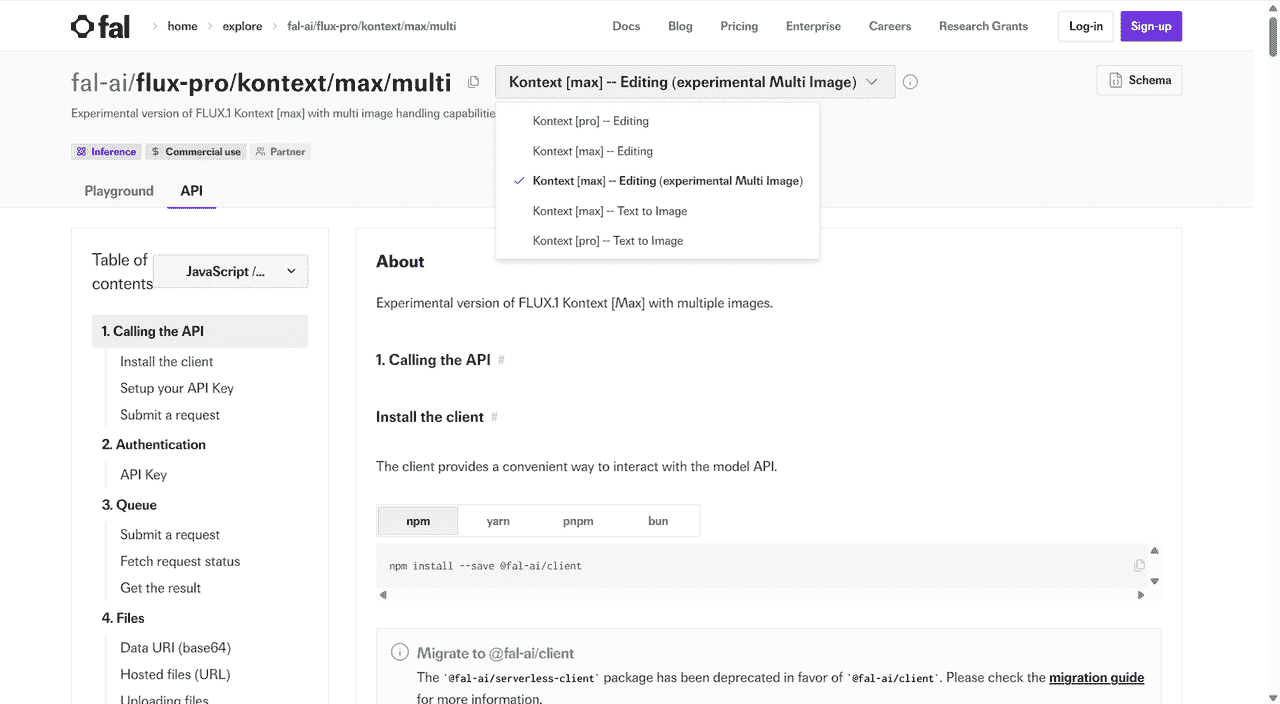 fal
home
explore
fal-ai/flux-pro/kontext/max/multi
Docs
Blog
Pricing
Enterprise
Careers
Research Grants
Log-in
Sign-up
fal-ai/flux-pro/kontext/max/multi
Kontext [max] -- Editing (experimental Multi Image)
Schema
Experimental version of FLUX.1 Kontext [max] with multi image handling capabilitie
Kontext [pro] -- Editing
Kontext [max] -- Editing
Kontext [max] -- Editing (experimental Multi Image)
Kontext [max] -- Text to Image
Kontext [pro] -- Text to Image
Inference
$ Commercial use
Partner
Playground
API
Table of contents
JavaScript /...
1. Calling the API
Install the client
Setup your API Key
Submit a request
2. Authentication
API Key
3. Queue
Submit a request
Fetch request status
Get the result
4. Files
Data URI (base64)
Hosted files (URL)
Uploading files
About
Experimental version of FLUX.1 Kontext [Max] with multiple images.
1. Calling the API #
Install the client #
The client provides a convenient way to interact with the model API.
npm
yarn
pnpm
bun
npm install --save @fal-ai/client
Migrate to @fal-ai/client
The `@fal-ai/serverless-client` package has been deprecated in favor of `@fal-ai/client`. Please check the migration guide
for more information.